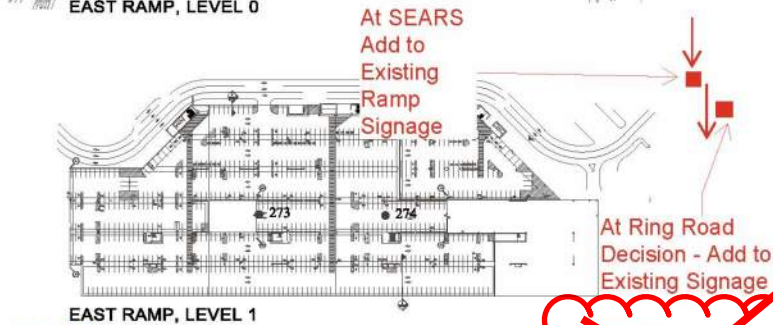 EAST RAMP, LEVEL 0
At SEARS
Add to
Existing
Ramp
Signage
273
274
At Ring Road
Decision - Add to
Existing Signage
EAST RAMP, LEVEL 1